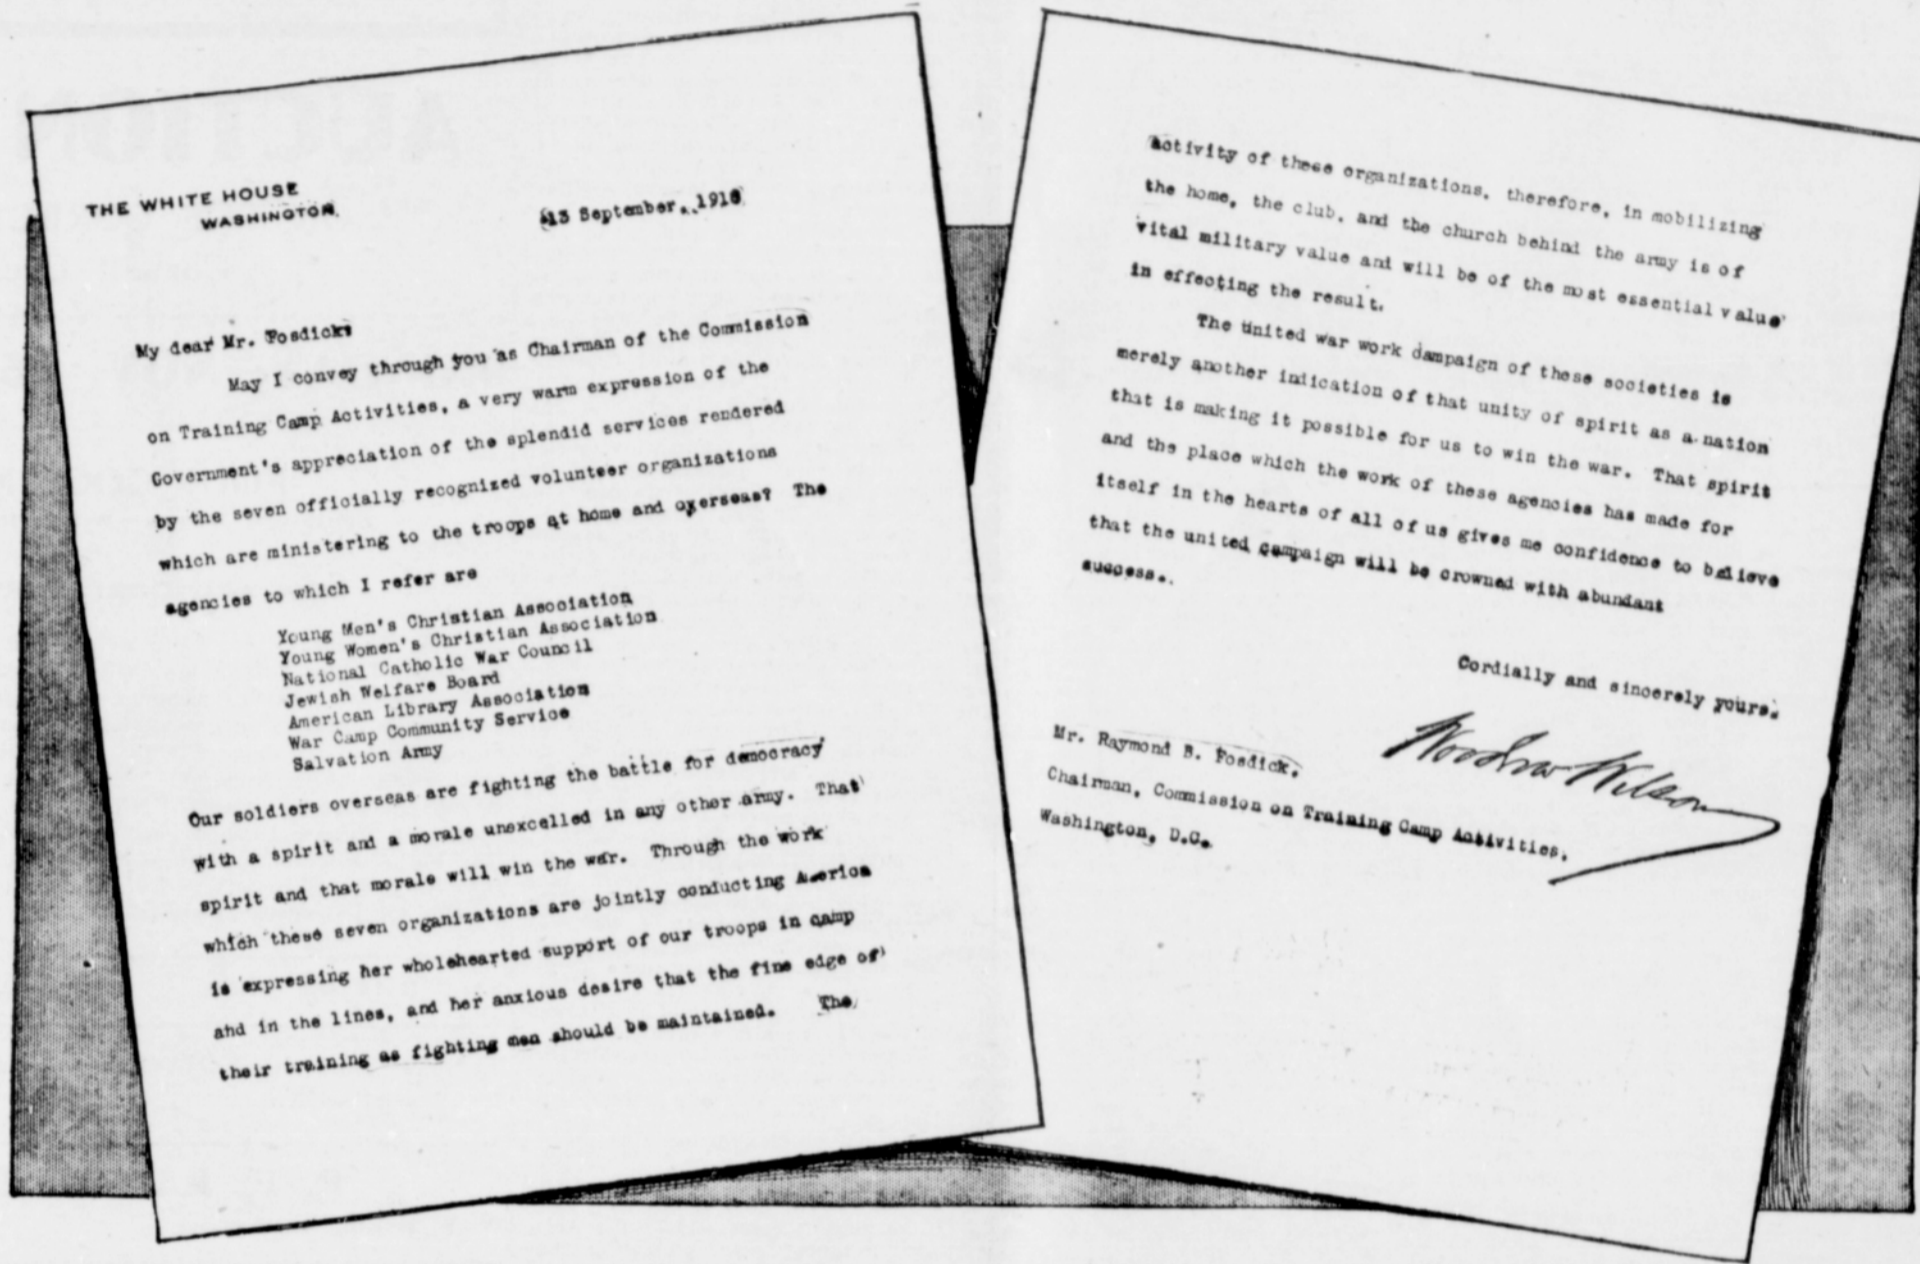 THE WHITE HOUSE
WASHINGTON
13 September, 1918
My dear Mr. Fosdick:
May I convey through you as Chairman of the Commission
on Training Camp Activities, a very warm expression of the
Government's appreciation of the splendid services rendered
by the seven officially recognized volunteer organizations
which are ministering to the troops at home and overseas? The
agencies to which I refer are
Young Men's Christian Association
Young Women's Christian Association
National Catholic War Council
Jewish Welfare Board
American Library Association
War Camp Community Service
Salvation Army
Our soldiers overseas are fighting the battle for democracy
with a spirit and a morale unexcelled in any other army. That
spirit and that morale will win the war. Through the work
which these seven organizations are jointly conducting America
is expressing her wholehearted support of our troops in camp
and in the lines, and her anxious desire that the fine edge of
their training as fighting men should be maintained. The
activity of these organizations, therefore, in mobilizing
the home, the club, and the church behind the army is of
vital military value and will be of the most essential value
in effecting the result.
The united war work campaign of these societies is
merely another indication of that unity of spirit as a nation
that is making it possible for us to win the war. That spirit
and the place which the work of these agencies has made for
itself in the hearts of all of us gives me confidence to believe
that the united campaign will be crowned with abundant
success.
Cordially and sincerely yours,
Woodrow Wilson
Mr. Raymond B. Fosdick,
Chairman, Commission on Training Camp Activities,
Washington, D.C.